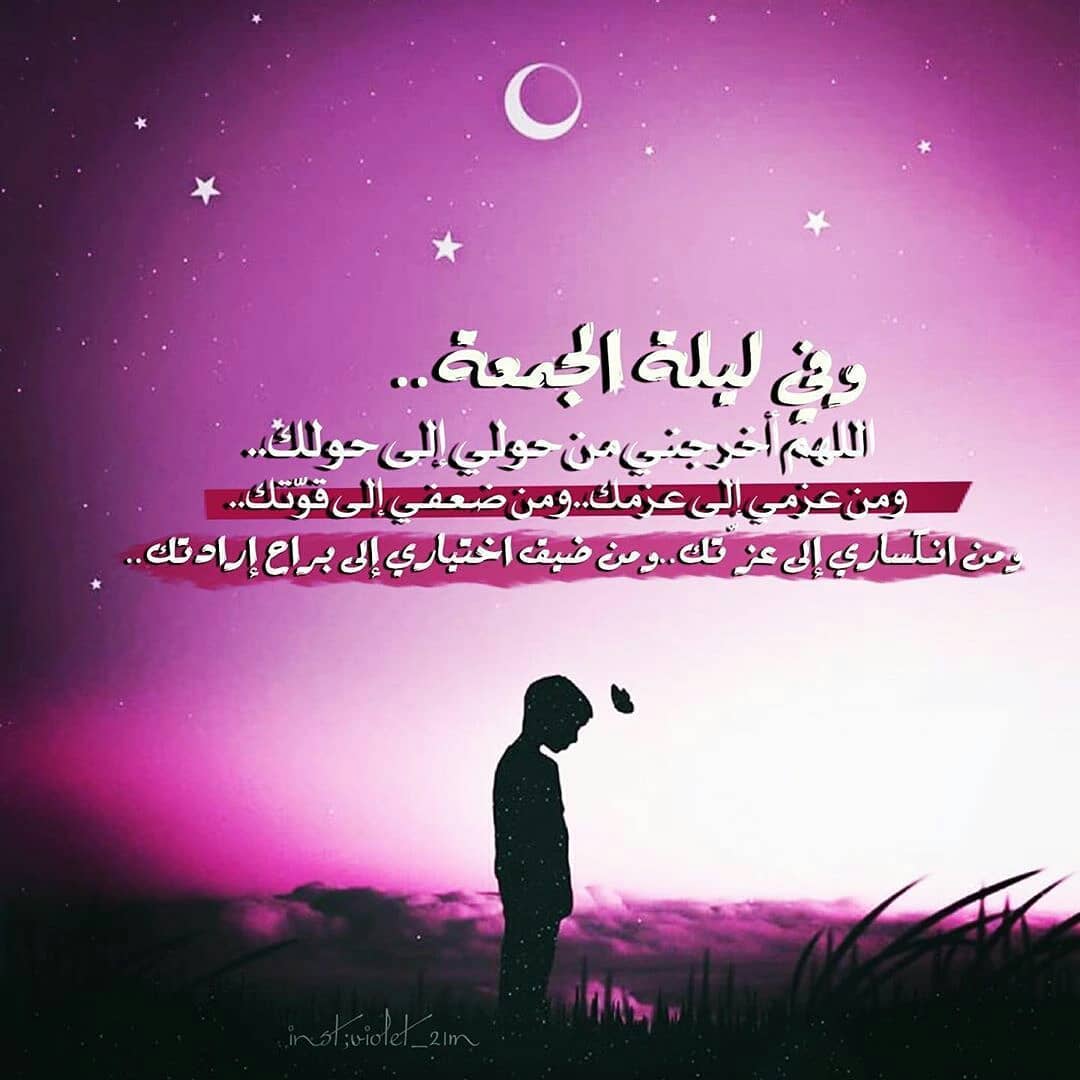 وفي ليلة الجمعة..
اللهم أخرجني من حولي إلى حولك..
ومن عزمي إلى عزمك..ومن ضعفي إلى قوّتك..
ومن انكساري إلى عزّتك..ومن ضيق اختياري إلى براح إرادتك..
inst;violet_21m